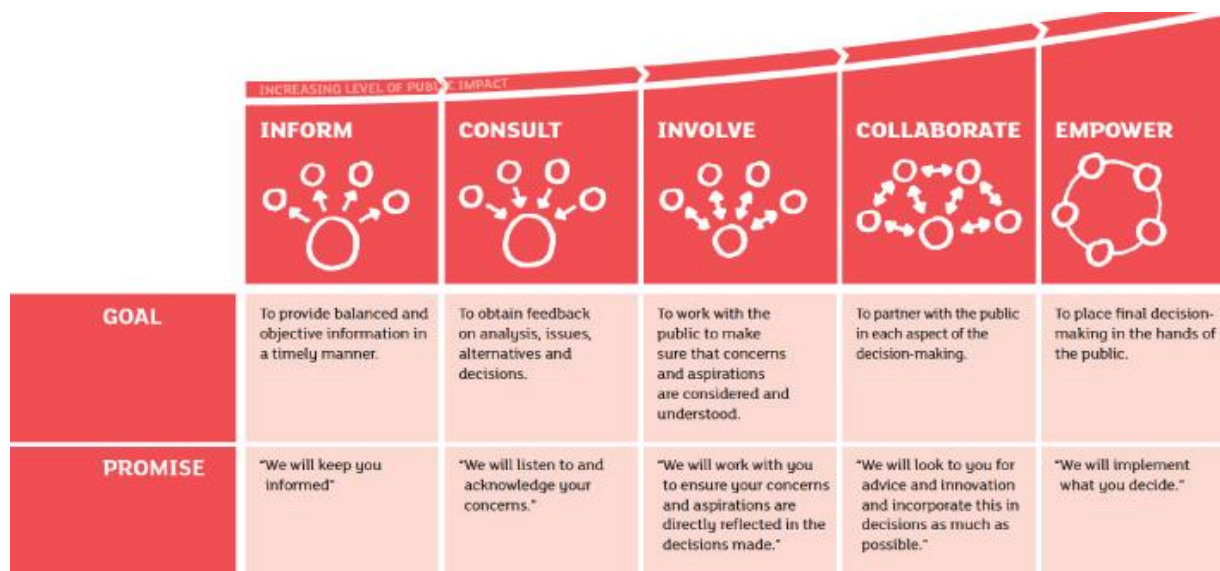 INCREASING LEVEL OF PUBLIC IMPACT
INFORM
CONSULT
INVOLVE
COLLABORATE
EMPOWER
GOAL
To provide balanced and
objective information in
a timely manner.
To obtain feedback
on analysis, issues,
alternatives and
decisions.
To work with the
public to make
sure that concerns
and aspirations
are considered and
understood.
To partner with the public
in each aspect of the
decision-making.
To place final decision-
making in the hands of
the public.
PROMISE
"We will keep you
informed"
"We will listen to and
acknowledge your
concerns."
"We will work with you
to ensure your concerns
and aspirations are
directly reflected in the
decisions made."
"We will look to you for
advice and innovation
and incorporate this in
decisions as much as
possible."
"We will implement
what you decide."